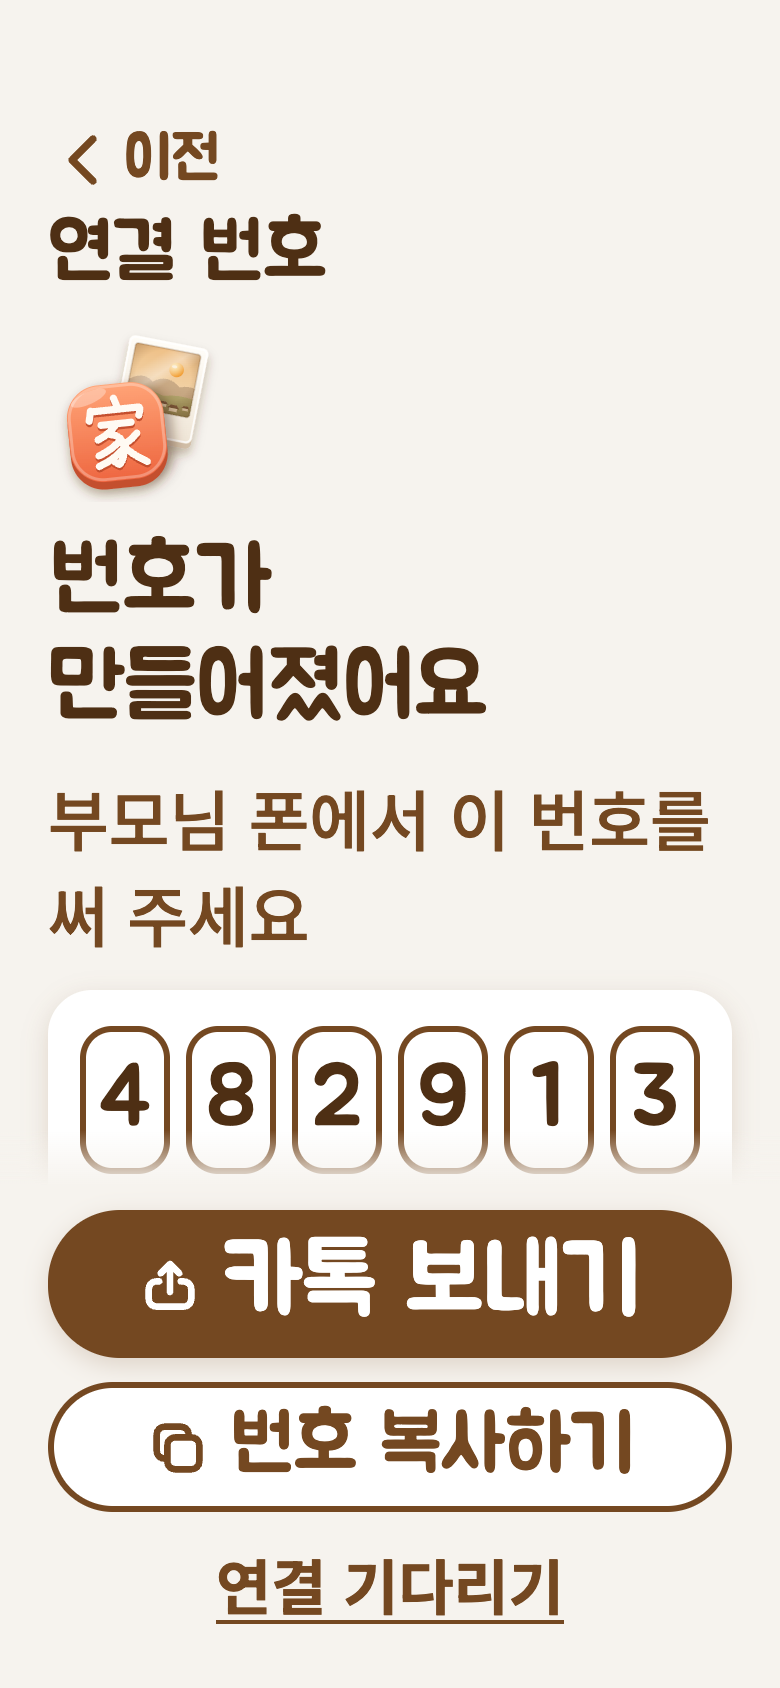 이전
연결 번호
家
번호가
만들어졌어요
부모님 폰에서 이 번호를
써 주세요
4 8 2 9 1 3
카톡 보내기
번호 복사하기
연결 기다리기